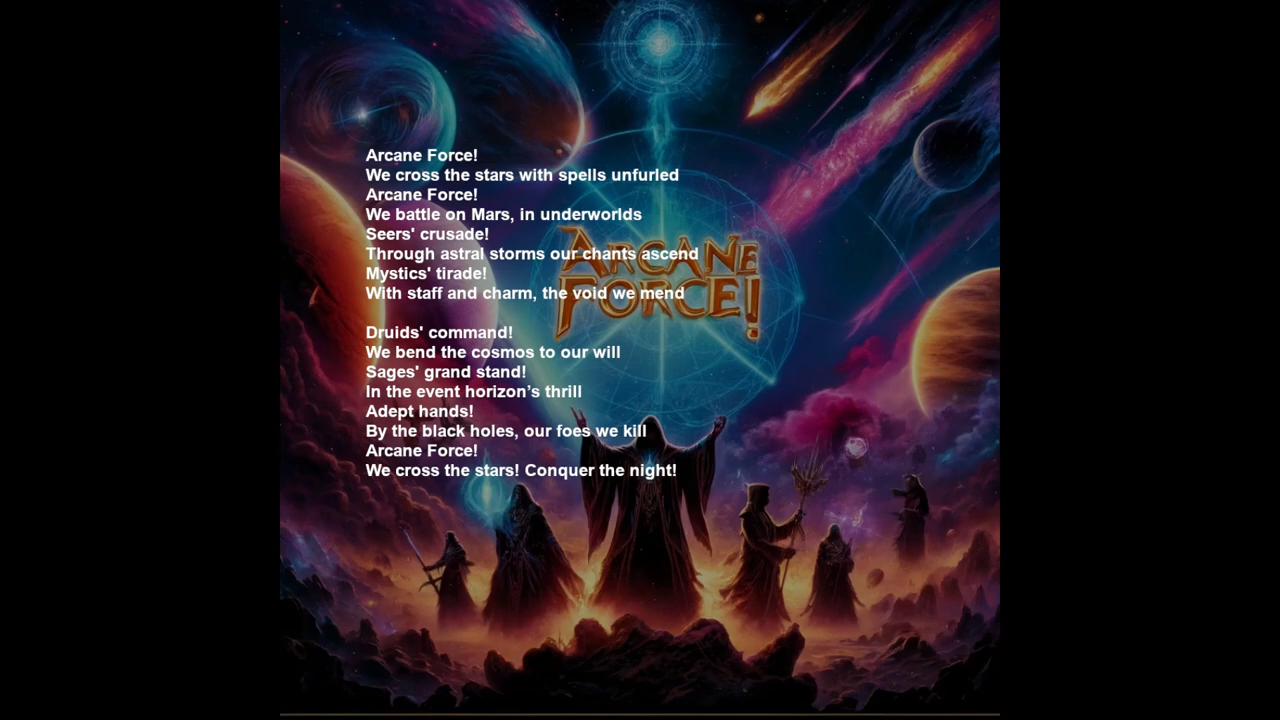 Arcane Force!
We cross the stars with spells unfurled
Arcane Force!
We battle on Mars, in underworlds
Seers' crusade!
Through astral storms our chants ascend
Mystics' tirade!
With staff and charm, the void we mend

Druids' command!
We bend the cosmos to our will
Sages' grand stand!
In the event horizon’s thrill
Adept hands!
By the black holes, our foes we kill
Arcane Force!
We cross the stars! Conquer the night!
ARCANE
FORCE!